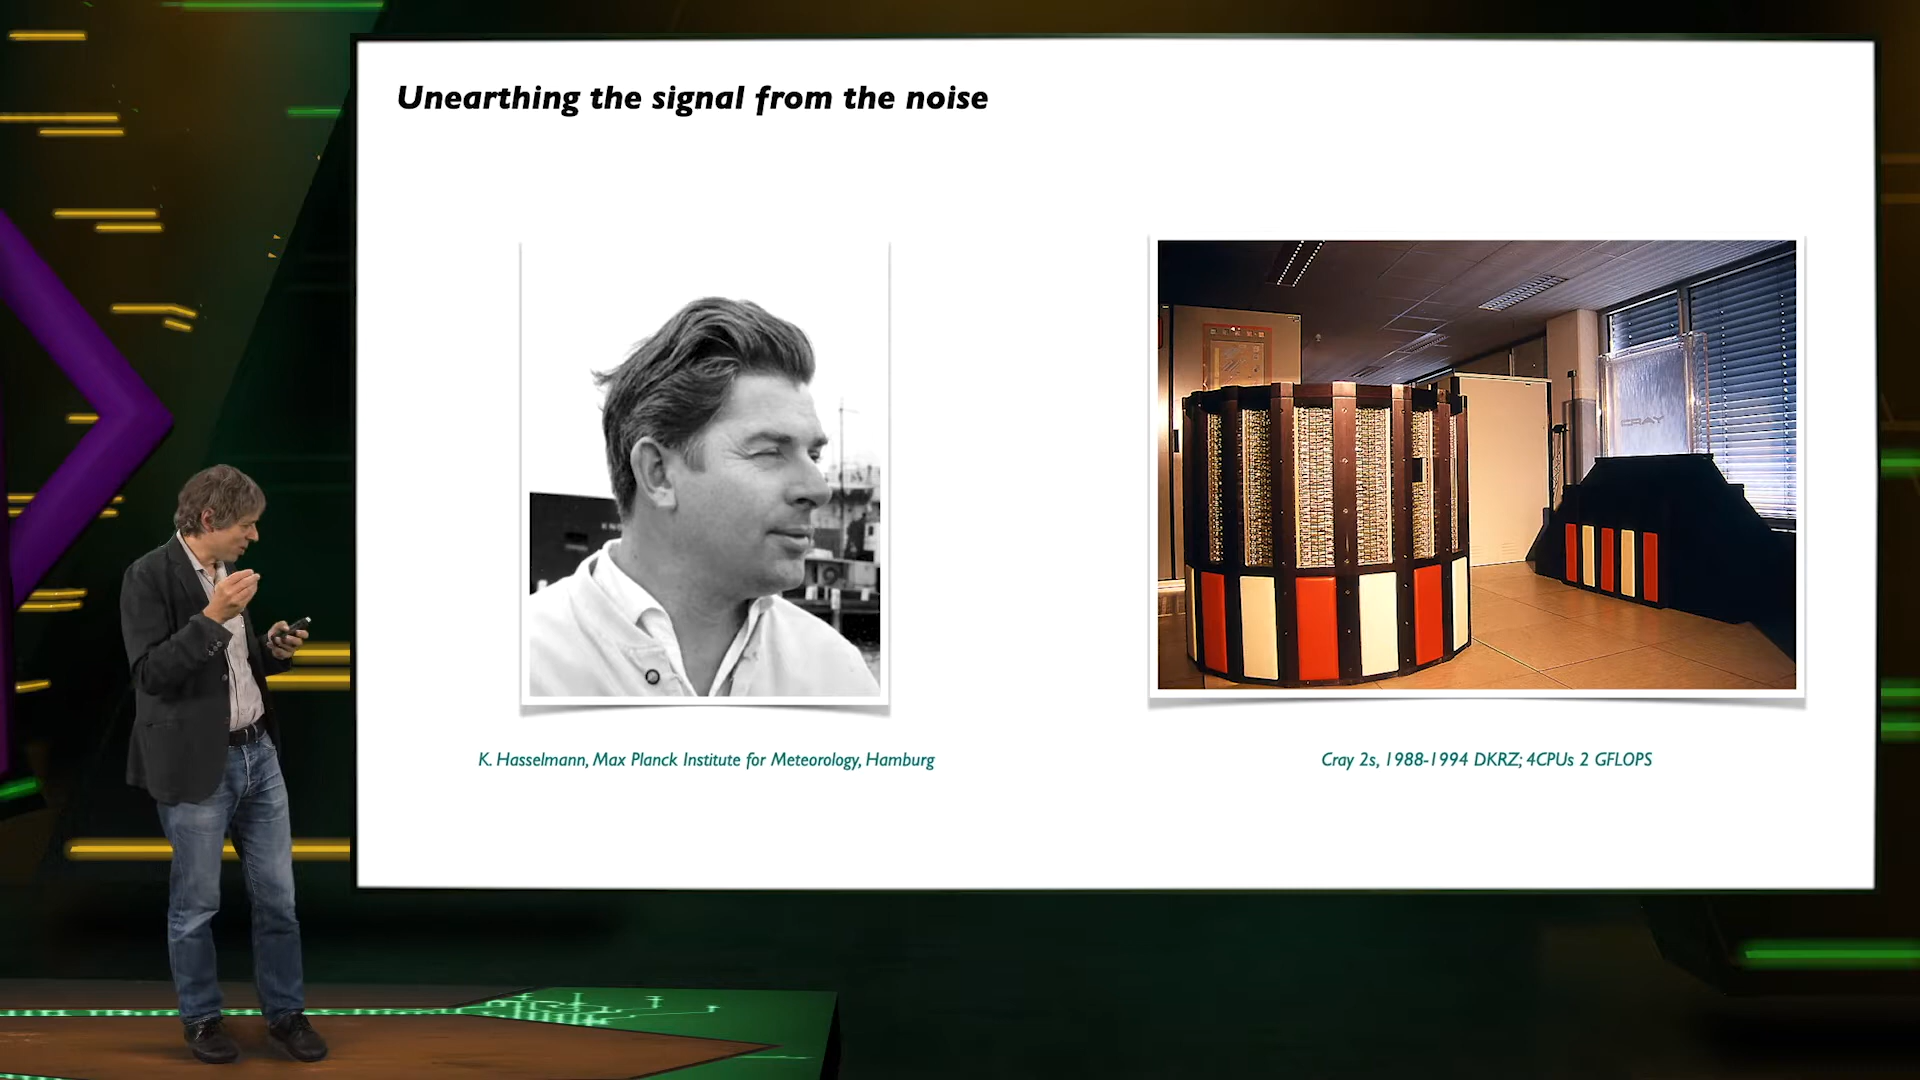 Unearthing the signal from the noise
CRAY
K. Hasselmann, Max Planck Institute for Meteorology, Hamburg
Cray 2s, 1988-1994 DKRZ; 4CPUs 2 GFLOPS